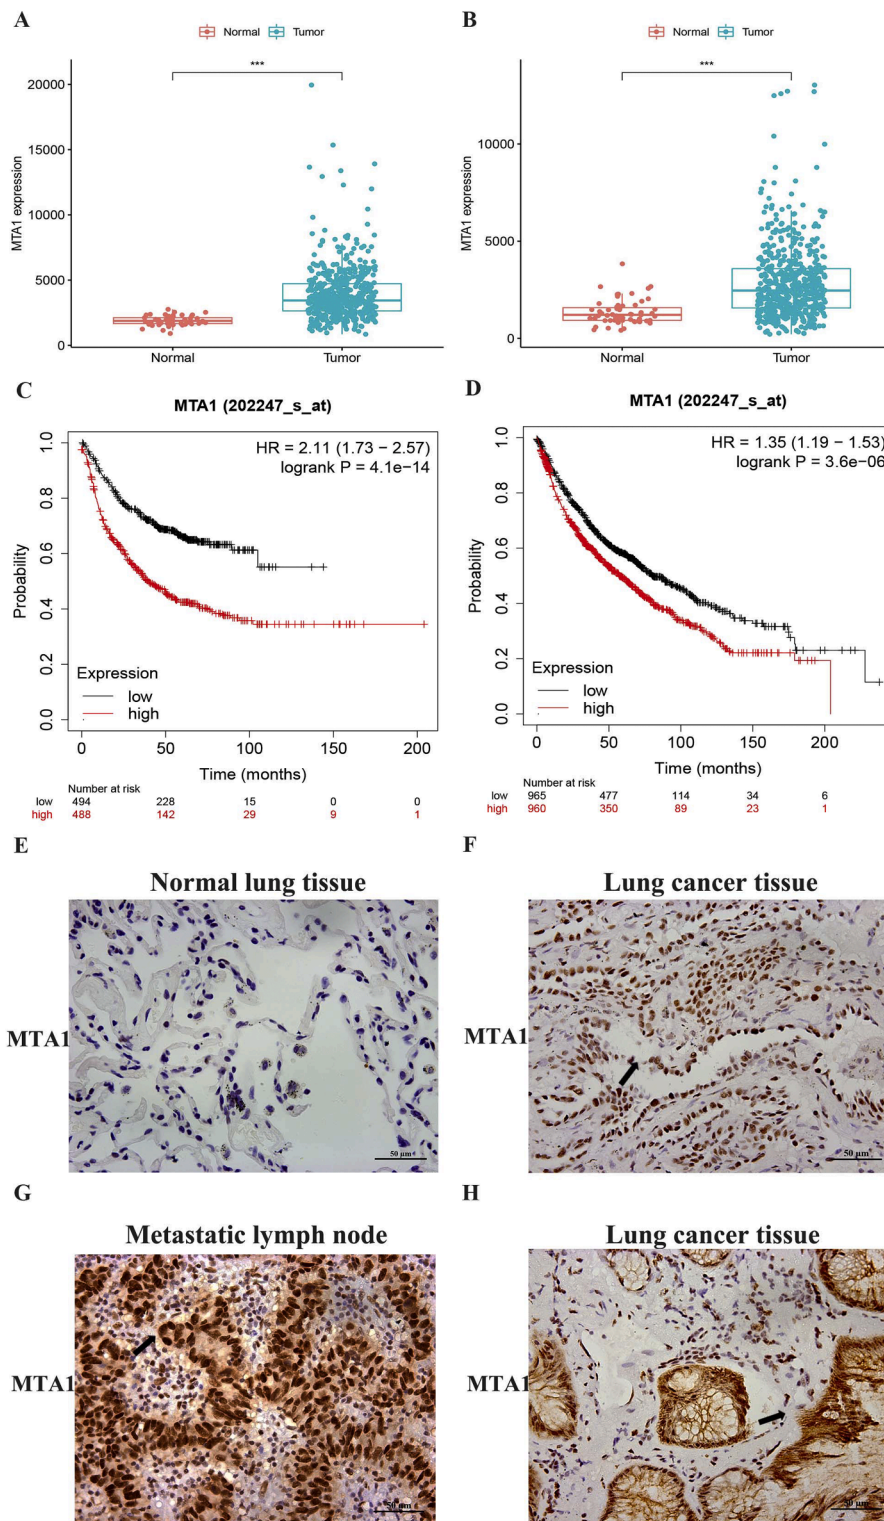 A
Normal Tumor
***
MTA1 expression
20000
15000
10000
5000
0
Normal Tumor
B
Normal Tumor
***
MTA1 expression
10000
5000
0
Normal Tumor
C
MTA1 (202247_s_at)
HR = 2.11 (1.73 − 2.57)
logrank P = 4.1e−14
Probability
1.0
0.8
0.6
0.4
0.2
0.0
Expression
low
high
0 50 100 150 200
Time (months)
Number at risk
low 494 228 15 0 0
high 488 142 29 9 1
D
MTA1 (202247_s_at)
HR = 1.35 (1.19 − 1.53)
logrank P = 3.6e−06
Probability
1.0
0.8
0.6
0.4
0.2
0.0
Expression
low
high
0 50 100 150 200
Time (months)
Number at risk
low 965 477 114 34 6
high 960 350 89 23 1
E
Normal lung tissue
MTA1
50 μm
F
Lung cancer tissue
MTA1
50 μm
G
Metastatic lymph node
MTA1
50 μm
H
Lung cancer tissue
MTA1
50 μm